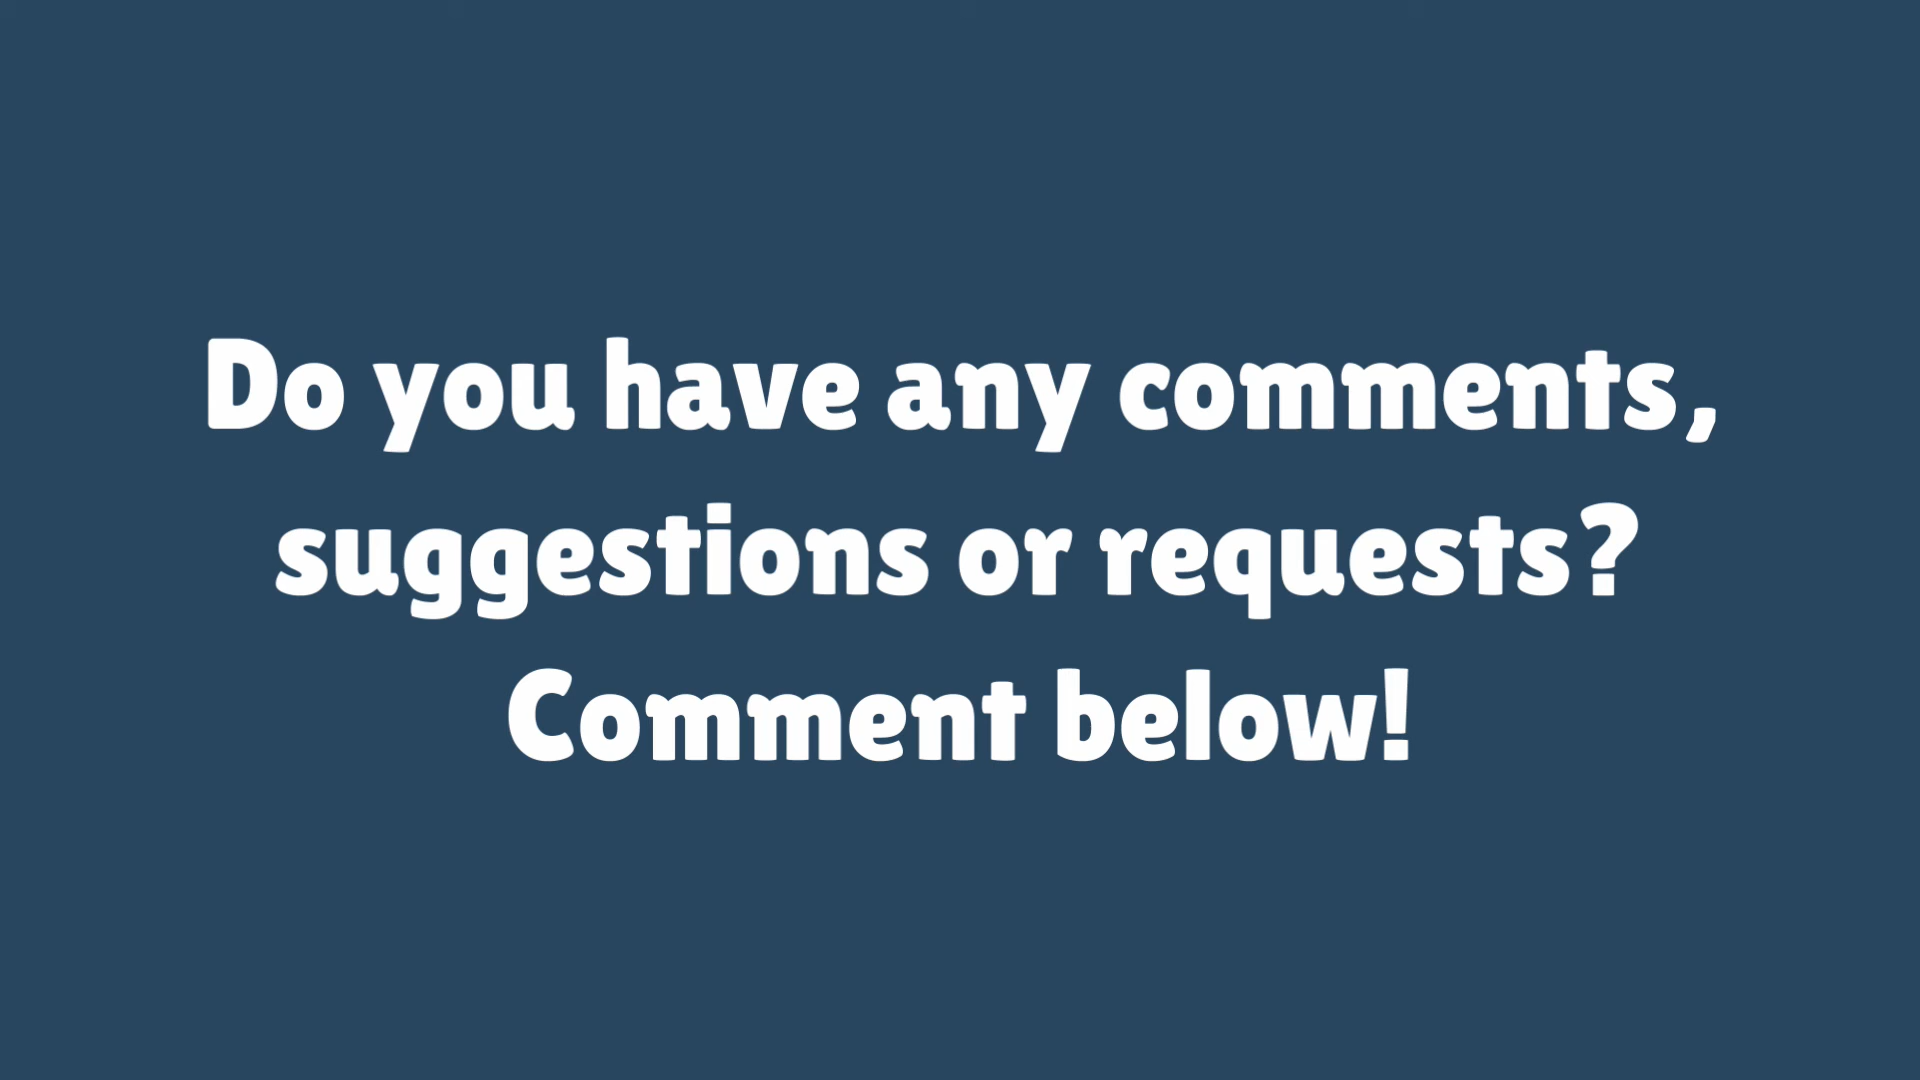 Do you have any comments,
suggestions or requests?
Comment below!